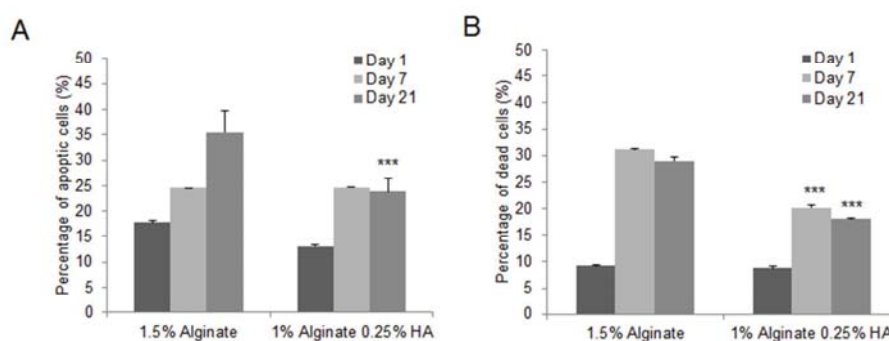 A
Percentage of apoptic cells (%)
50
45
40
35
30
25
20
15
10
5
0
Day 1
Day 7
Day 21
***
1.5% Alginate
1% Alginate 0.25% HA
B
Percentage of dead cells (%)
50
45
40
35
30
25
20
15
10
5
0
Day 1
Day 7
Day 21
***
***
1.5% Alginate
1% Alginate 0.25% HA